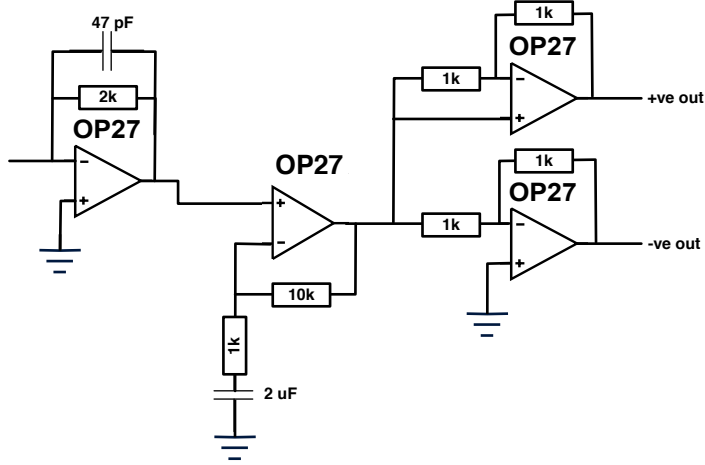 47 pF
2k
OP27
−
+
OP27
+
−
10k
1k
2 uF
1k
OP27
1k
−
+
+ve out
1k
OP27
1k
−
+
-ve out